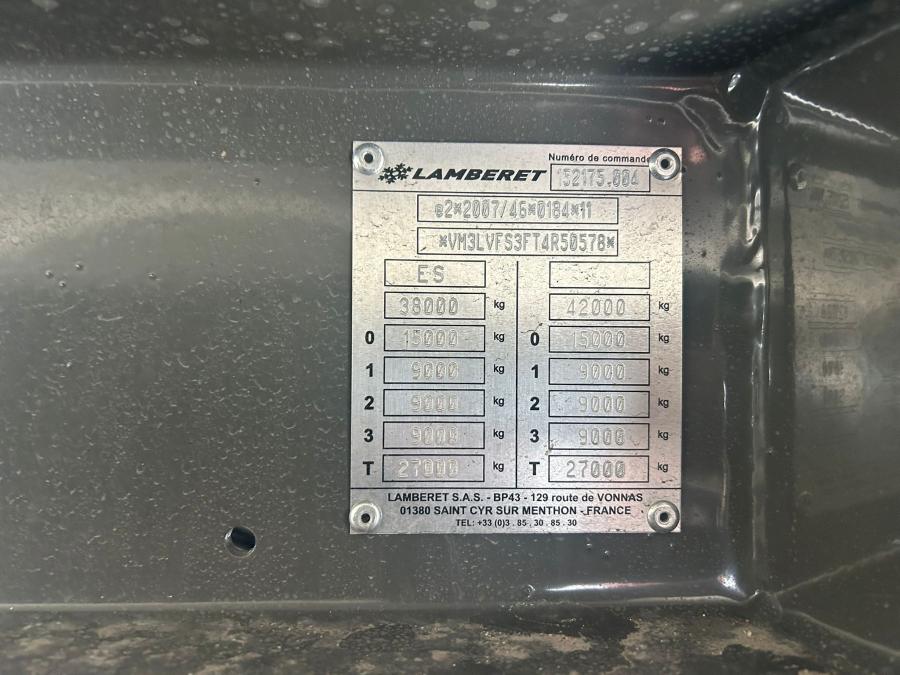 LAMBERET
Numéro de commande
152175.004
e2*2007/46*0184*11
*VM3LVFS3FT4R50578*
ES
38000 kg 42000 kg
0 15000 kg 0 15000 kg
1 9000 kg 1 9000 kg
2 9000 kg 2 9000 kg
3 9000 kg 3 9000 kg
T 27000 kg T 27000 kg
LAMBERET S.A.S. - BP43 - 129 route de VONNAS
01380 SAINT CYR SUR MENTHON - FRANCE
TEL: +33 (0)3 . 85 . 30 . 85 . 30